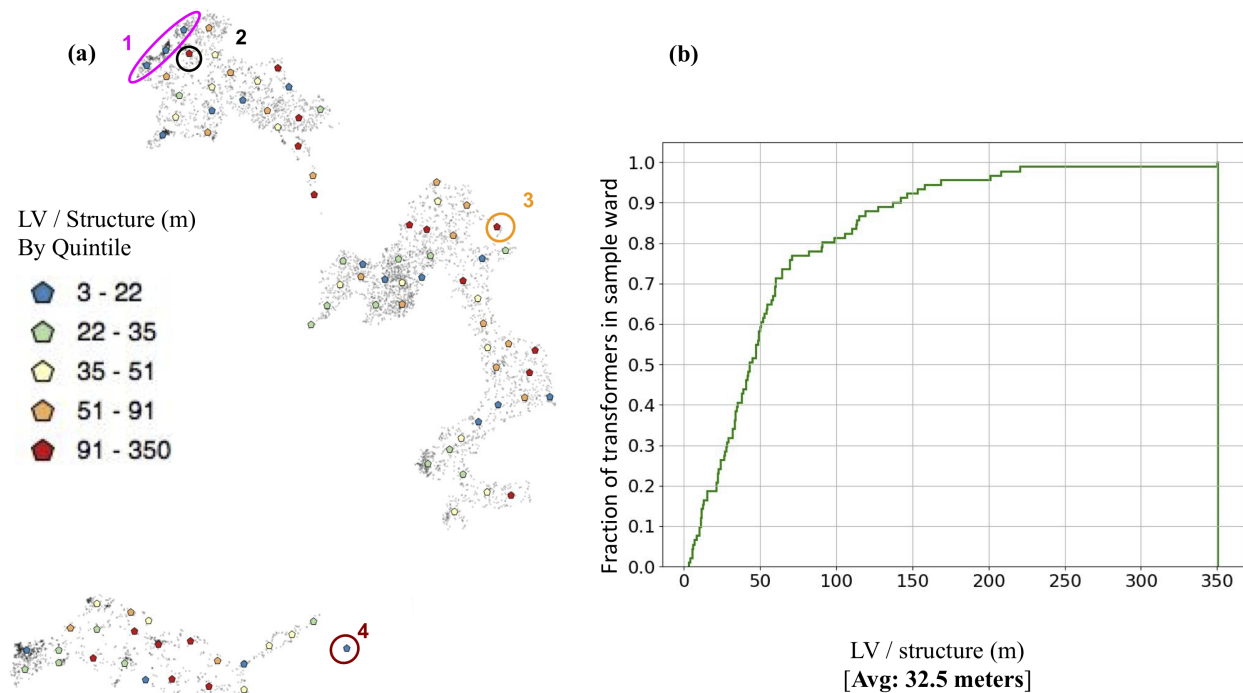 (a)
1
2
3
4
LV / Structure (m)
By Quintile
3 - 22
22 - 35
35 - 51
51 - 91
91 - 350
(b)
Fraction of transformers in sample ward
1.0
0.9
0.8
0.7
0.6
0.5
0.4
0.3
0.2
0.1
0.0
0 50 100 150 200 250 300 350
LV / structure (m)
[Avg: 32.5 meters]